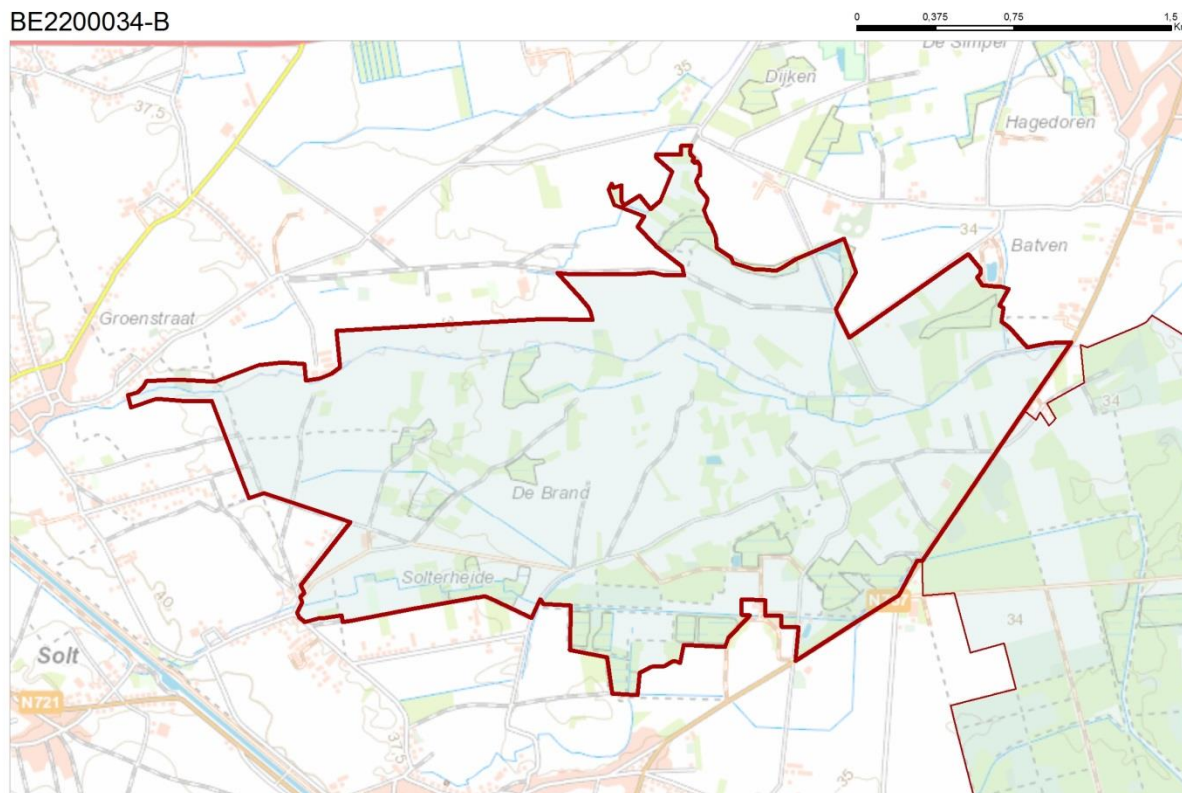 BE2200034-B
0 0,375 0,75 1,5
De Simpel
35
Dijken
37.5
Hagedoren
34
Batven
Groenstraat
34
De Brand
Solterheide
40
34
Solt
N721
37.5
35